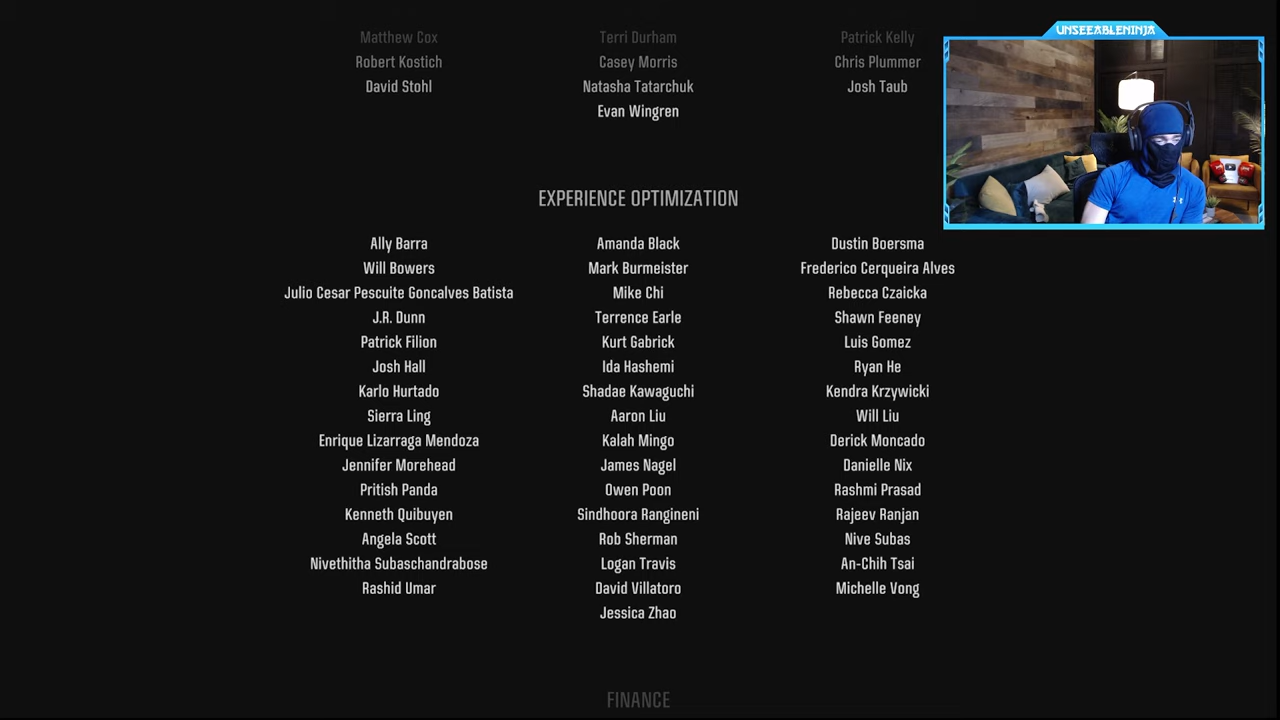 UNSEEABLENINJA
Matthew Cox Terri Durham Patrick Kelly
Robert Kostich Casey Morris Chris Plummer
David Stohl Natasha Tatarchuk Josh Taub
Evan Wingren
EXPERIENCE OPTIMIZATION
Ally Barra Amanda Black Dustin Boersma
Will Bowers Mark Burmeister Frederico Cerqueira Alves
Julio Cesar Pescuite Goncalves Batista Mike Chi Rebecca Czaicka
J.R. Dunn Terrence Earle Shawn Feeney
Patrick Filion Kurt Gabrick Luis Gomez
Josh Hall Ida Hashemi Ryan He
Karlo Hurtado Shadae Kawaguchi Kendra Krzywicki
Sierra Ling Aaron Liu Will Liu
Enrique Lizarraga Mendoza Kalah Mingo Derick Moncado
Jennifer Morehead James Nagel Danielle Nix
Pritish Panda Owen Poon Rashmi Prasad
Kenneth Quibuyen Sindhoora Rangineni Rajeev Ranjan
Angela Scott Rob Sherman Nive Subas
Nivethitha Subaschandrabose Logan Travis An-Chih Tsai
Rashid Umar David Villatoro Michelle Vong
Jessica Zhao
FINANCE